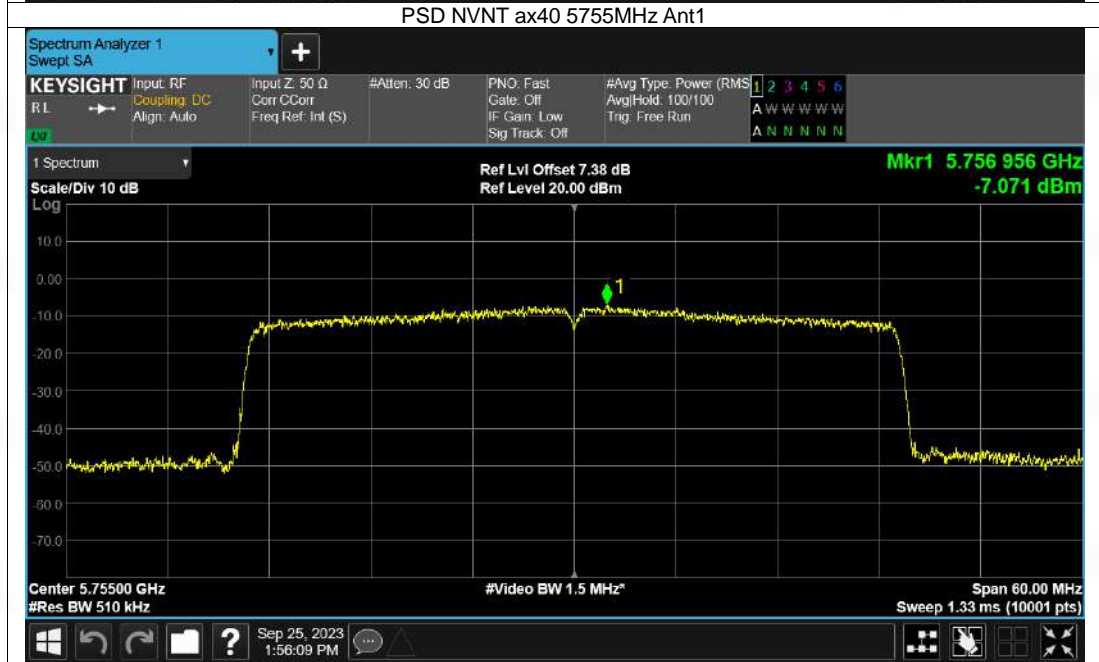 PSD NVNT ax40 5755MHz Ant1
Spectrum Analyzer 1
Swept SA
+
KEYSIGHT Input: RF Input Z: 50 Ω #Atten: 30 dB PNO: Fast #Avg Type: Power (RMS 1 2 3 4 5 6
R L Coupling: DC Corr CCorr Gate: Off Avg|Hold: 100/100 A W W W W W
Align: Auto Freq Ref: Int (S) IF Gain: Low Trig: Free Run
LXI Sig Track: Off A N N N N N
1 Spectrum Ref Lvl Offset 7.38 dB Mkr1 5.756 956 GHz
Scale/Div 10 dB Ref Level 20.00 dBm -7.071 dBm
Log
10.0
0.00
1
-10.0
-20.0
-30.0
-40.0
-50.0
-60.0
-70.0
Center 5.75500 GHz #Video BW 1.5 MHz* Span 60.00 MHz
#Res BW 510 kHz Sweep 1.33 ms (10001 pts)
? Sep 25, 2023
1:56:09 PM